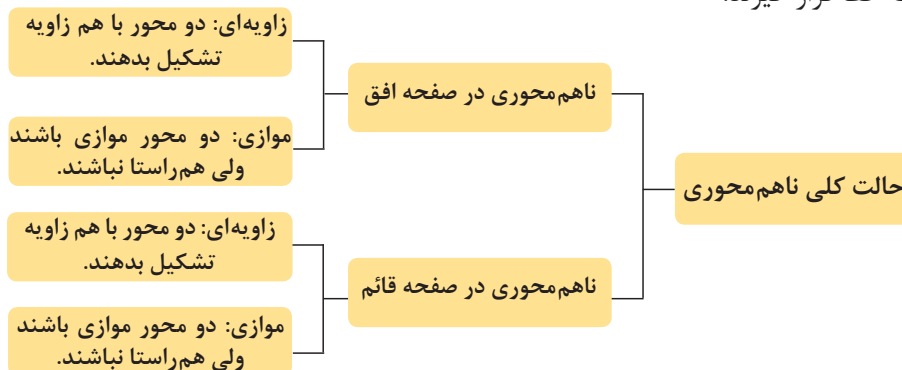 قرار گیرند.
حالت کلی ناهم‌محوری
ناهم‌محوری در صفحه افق
زاویه‌ای: دو محور با هم زاویه
تشکیل بدهند.
موازی: دو محور موازی باشند
ولی هم‌راستا نباشند.
ناهم‌محوری در صفحه قائم
زاویه‌ای: دو محور با هم زاویه
تشکیل بدهند.
موازی: دو محور موازی باشند
ولی هم‌راستا نباشند.